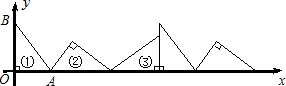 y
B
① ② ③
O A x